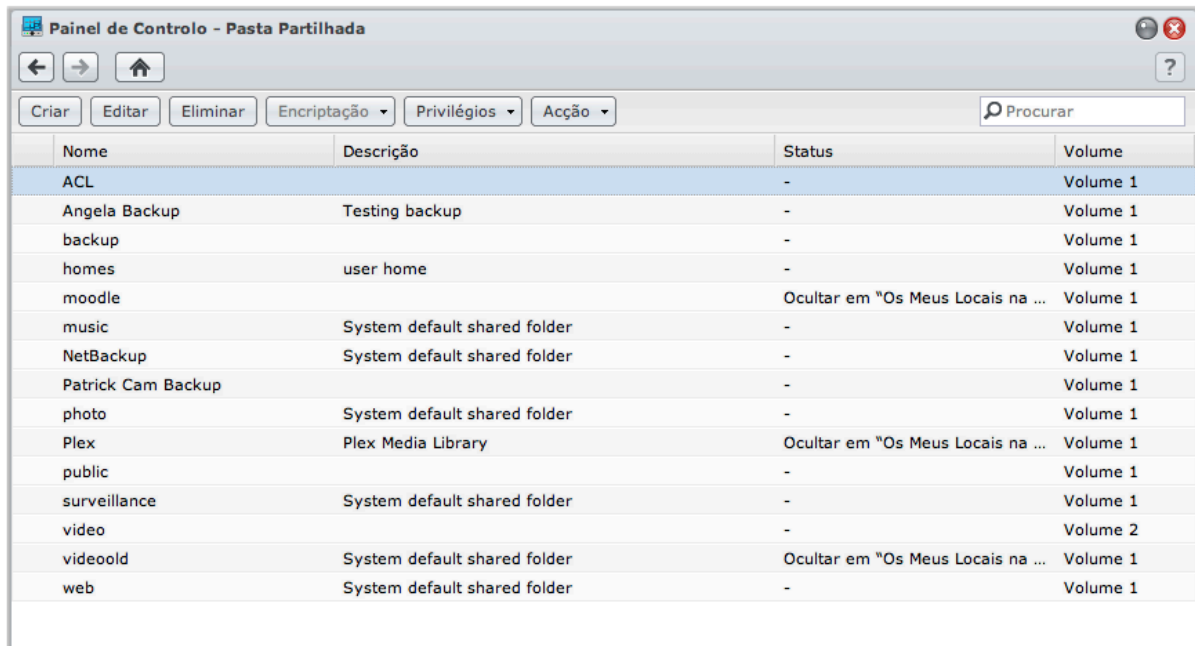 Painel de Controlo - Pasta Partilhada
?
Criar Editar Eliminar Encriptação Privilégios Acção Procurar
Nome Descrição Status Volume
ACL - Volume 1
Angela Backup Testing backup - Volume 1
backup - Volume 1
homes user home - Volume 1
moodle Ocultar em "Os Meus Locais na ... Volume 1
music System default shared folder - Volume 1
NetBackup System default shared folder - Volume 1
Patrick Cam Backup - Volume 1
photo System default shared folder - Volume 1
Plex Plex Media Library Ocultar em "Os Meus Locais na ... Volume 1
public - Volume 1
surveillance System default shared folder - Volume 1
video - Volume 2
videoold System default shared folder Ocultar em "Os Meus Locais na ... Volume 1
web System default shared folder - Volume 1